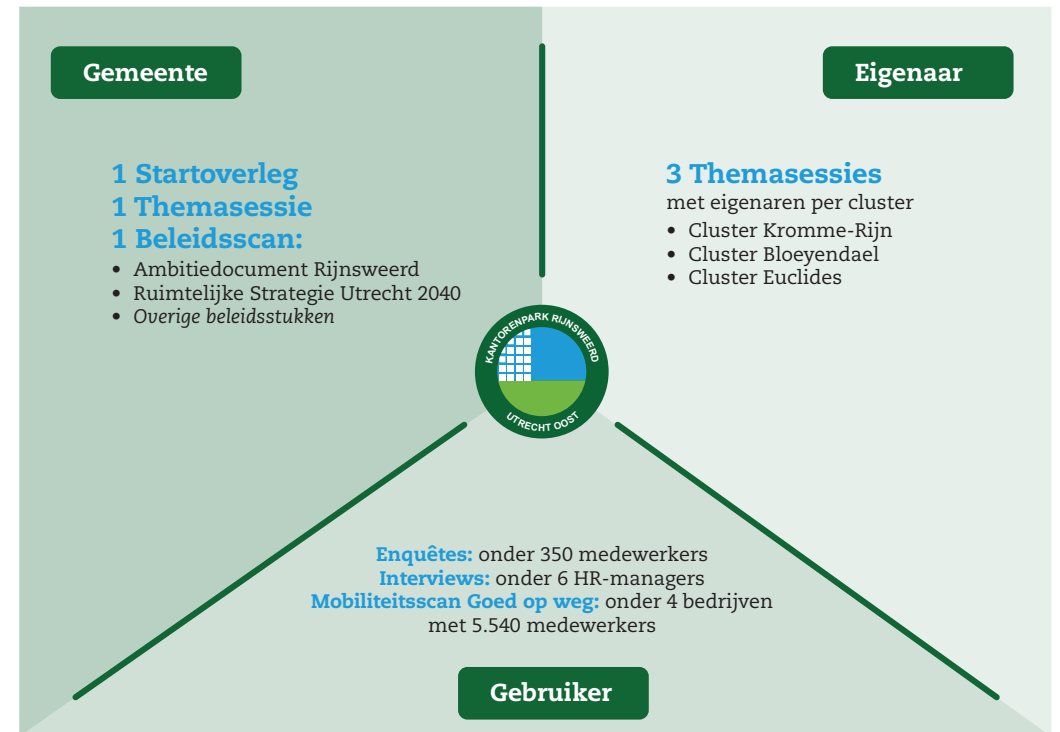 Gemeente
1 Startoverleg
1 Themasessie
1 Beleidsscan:
• Ambitiedocument Rijnsweerd
• Ruimtelijke Strategie Utrecht 2040
• Overige beleidsstukken
Eigenaar
3 Themasessies
met eigenaren per cluster
• Cluster Kromme-Rijn
• Cluster Bloeyendael
• Cluster Euclides
KANTORENPARK RIJNSWEERD
UTRECHT OOST
Enquêtes: onder 350 medewerkers
Interviews: onder 6 HR-managers
Mobiliteitsscan Goed op weg: onder 4 bedrijven
met 5.540 medewerkers
Gebruiker